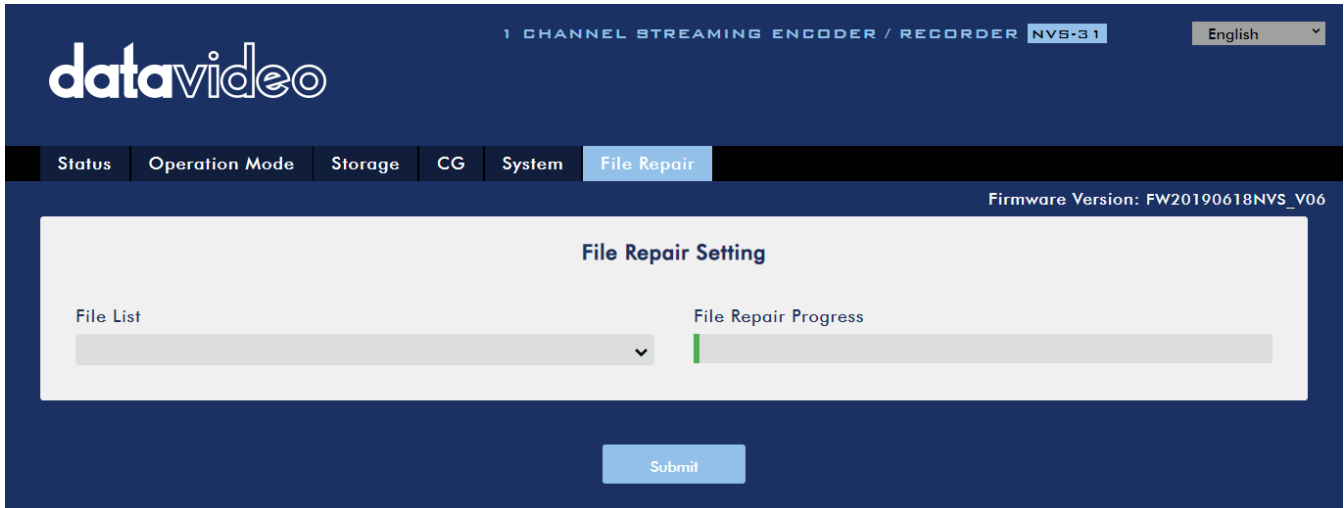 1 CHANNEL STREAMING ENCODER / RECORDER NVS-31
English
datavideo
Status Operation Mode Storage CG System File Repair
Firmware Version: FW20190618NVS_V06
File Repair Setting
File List File Repair Progress
Submit